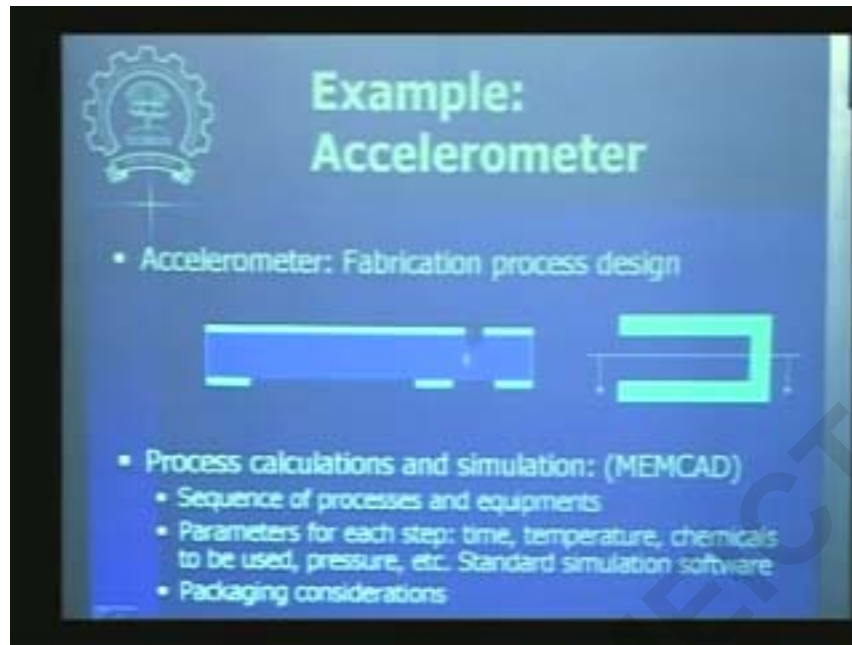 Example:
Accelerometer
• Accelerometer: Fabrication process design
• Process calculations and simulation: (MEMCAD)
• Sequence of processes and equipments
• Parameters for each step: time, temperature, chemicals
to be used, pressure, etc. Standard simulation software
• Packaging considerations